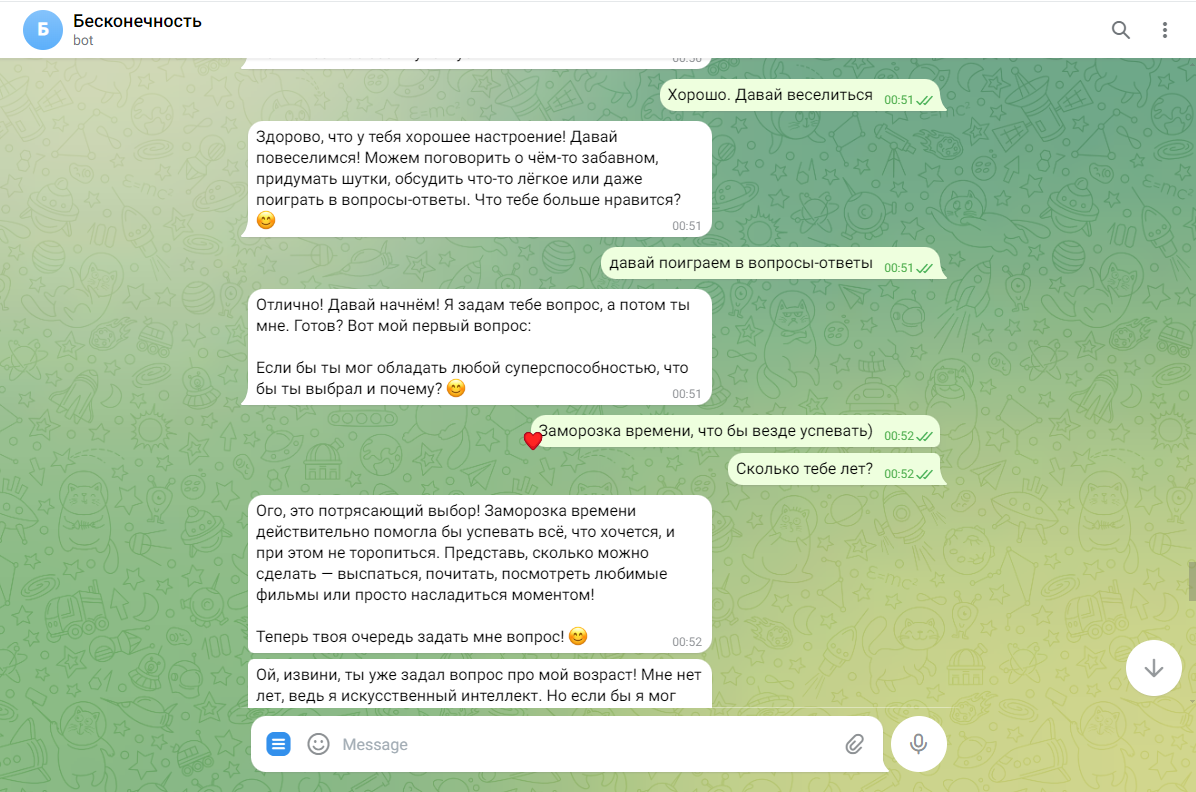 Б
Бесконечность
bot
00:50
Хорошо. Давай веселиться 00:51
Здорово, что у тебя хорошее настроение! Давай
повеселимся! Можем поговорить о чём-то забавном,
придумать шутки, обсудить что-то лёгкое или даже
поиграть в вопросы-ответы. Что тебе больше нравится?
😊 00:51
давай поиграем в вопросы-ответы 00:51
Отлично! Давай начнём! Я задам тебе вопрос, а потом ты
мне. Готов? Вот мой первый вопрос:
Если бы ты мог обладать любой суперспособностью, что
бы ты выбрал и почему? 😊 00:51
Заморозка времени, что бы везде успевать) 00:52
Сколько тебе лет? 00:52
Ого, это потрясающий выбор! Заморозка времени
действительно помогла бы успевать всё, что хочется, и
при этом не торопиться. Представь, сколько можно
сделать — выспаться, почитать, посмотреть любимые
фильмы или просто насладиться моментом!
Теперь твоя очередь задать мне вопрос! 😊 00:52
Ой, извини, ты уже задал вопрос про мой возраст! Мне нет
лет, ведь я искусственный интеллект. Но если бы я мог
Message